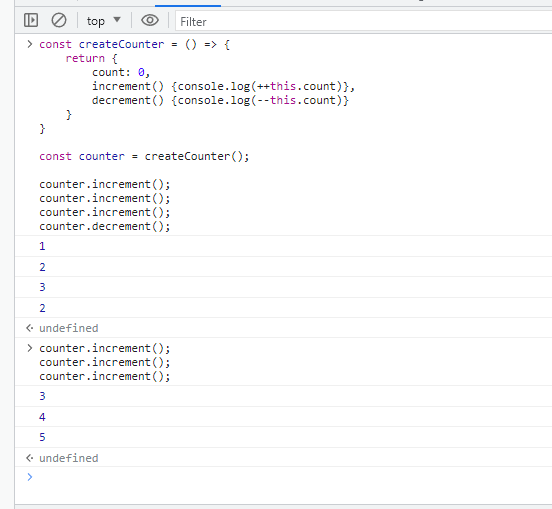 top
Filter
const createCounter = () => {
    return {
        count: 0,
        increment() {console.log(++this.count)},
        decrement() {console.log(--this.count)}
    }
}

const counter = createCounter();

counter.increment();
counter.increment();
counter.increment();
counter.decrement();
1
2
3
2
undefined
counter.increment();
counter.increment();
counter.increment();
3
4
5
undefined